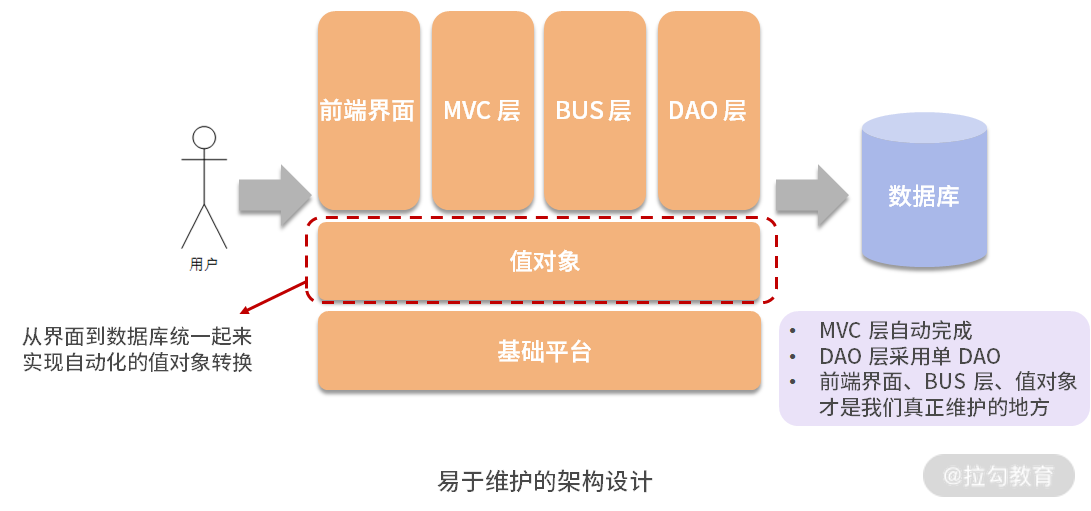 前端界面
MVC 层
BUS 层
DAO 层
用户
数据库
值对象
基础平台
从界面到数据库统一起来
实现自动化的值对象转换
• MVC 层自动完成
• DAO 层采用单 DAO
• 前端界面、BUS 层、值对象
才是我们真正维护的地方
易于维护的架构设计
@拉勾教育